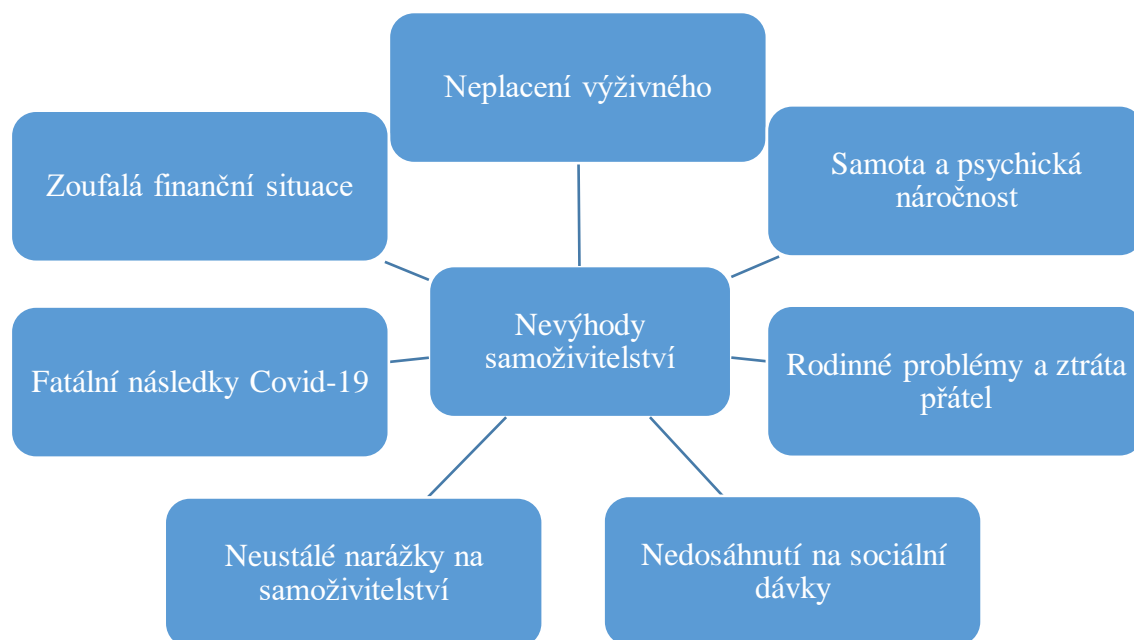 Neplacení výživného
Zoufalá finanční situace
Samota a psychická
náročnost
Nevýhody
samoživitelství
Fatální následky Covid-19
Rodinné problémy a ztráta
přátel
Neustálé narážky na
samoživitelství
Nedosáhnutí na sociální
dávky